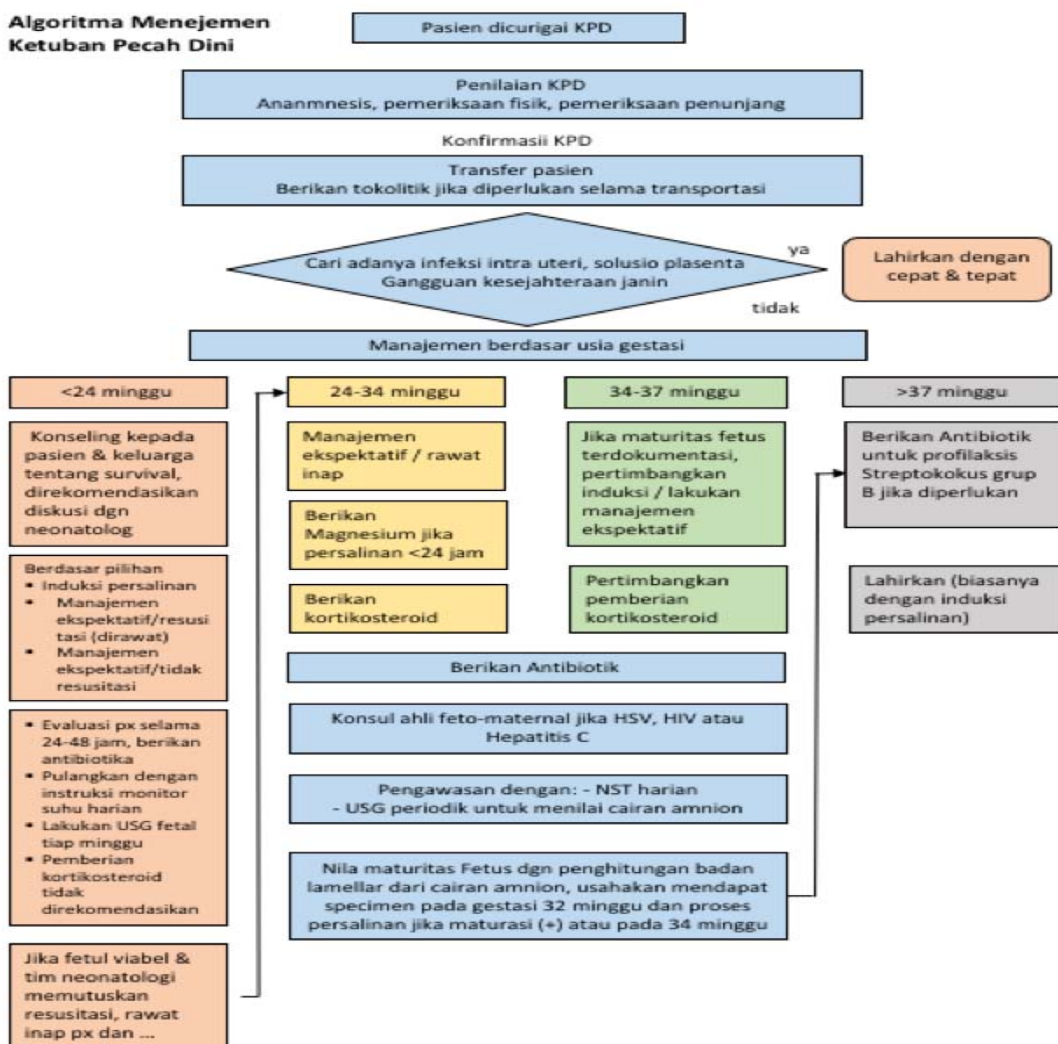 Algoritma Menejemen
Ketuban Pecah Dini
Pasien dicurigai KPD
Penilaian KPD
Ananmnesis, pemeriksaan fisik, pemeriksaan penunjang
Konfirmasii KPD
Transfer pasien
Berikan tokolitik jika diperlukan selama transportasi
Cari adanya infeksi intra uteri, solusio plasenta
Gangguan kesejahteraan janin
ya
Lahirkan dengan
cepat & tepat
tidak
Manajemen berdasar usia gestasi
<24 minggu
Konseling kepada
pasien & keluarga
tentang survival,
direkomendasikan
diskusi dgn
neonatolog
Berdasar pilihan
▪ Induksi persalinan
▪ Manajemen
ekspektatif/resusi
tasi (dirawat)
▪ Manajemen
ekspektatif/tidak
resusitasi
▪ Evaluasi px selama
24-48 jam, berikan
antibiotika
▪ Pulangkan dengan
instruksi monitor
suhu harian
▪ Lakukan USG fetal
tiap minggu
▪ Pemberian
kortikosteroid
tidak
direkomendasikan
Jika fetul viabel &
tim neonatologi
memutuskan
resusitasi, rawat
inap px dan ...
24-34 minggu
Manajemen
ekspektatif / rawat
inap
Berikan
Magnesium jika
persalinan <24 jam
Berikan
kortikosteroid
34-37 minggu
Jika maturitas fetus
terdokumentasi,
pertimbangkan
induksi / lakukan
manajemen
ekspektatif
Pertimbangkan
pemberian
kortikosteroid
Berikan Antibiotik
Konsul ahli feto-maternal jika HSV, HIV atau
Hepatitis C
Pengawasan dengan: - NST harian
- USG periodik untuk menilai cairan amnion
Nila maturitas Fetus dgn penghitungan badan
lamellar dari cairan amnion, usahakan mendapat
specimen pada gestasi 32 minggu dan proses
persalinan jika maturasi (+) atau pada 34 minggu
>37 minggu
Berikan Antibiotik
untuk profilaksis
Streptokokus grup
B jika diperlukan
Lahirkan (biasanya
dengan induksi
persalinan)